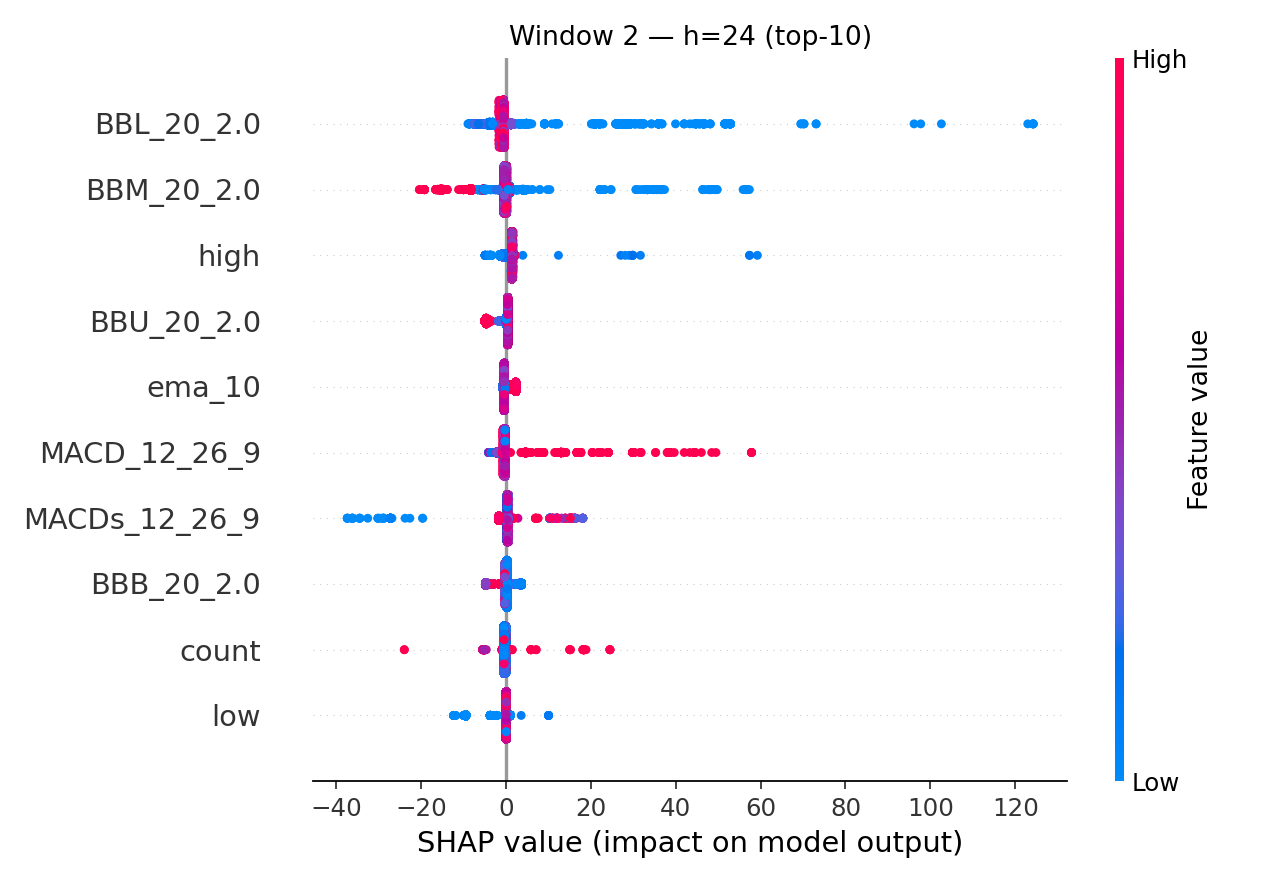 Window 2 — h=24 (top-10)
High
BBL_20_2.0
BBM_20_2.0
high
BBU_20_2.0
ema_10
MACD_12_26_9
MACDs_12_26_9
BBB_20_2.0
count
low
Feature value
Low
−40 −20 0 20 40 60 80 100 120
SHAP value (impact on model output)